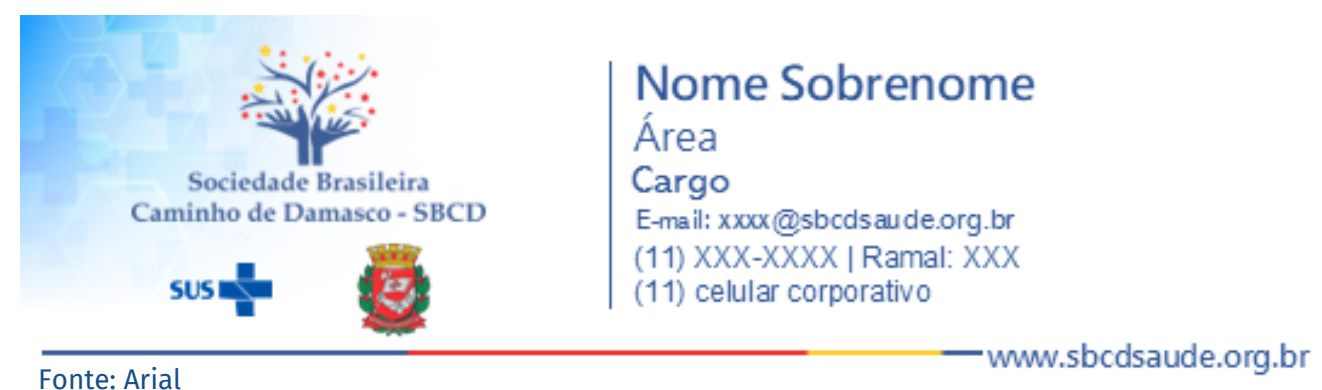 Sociedade Brasileira
Caminho de Damasco - SBCD
SUS
Nome Sobrenome
Área
Cargo
E-mail: xxxx@sbcdsaude.org.br
(11) XXX-XXXX | Ramal: XXX
(11) celular corporativo
www.sbcdsaude.org.br
Fonte: Arial